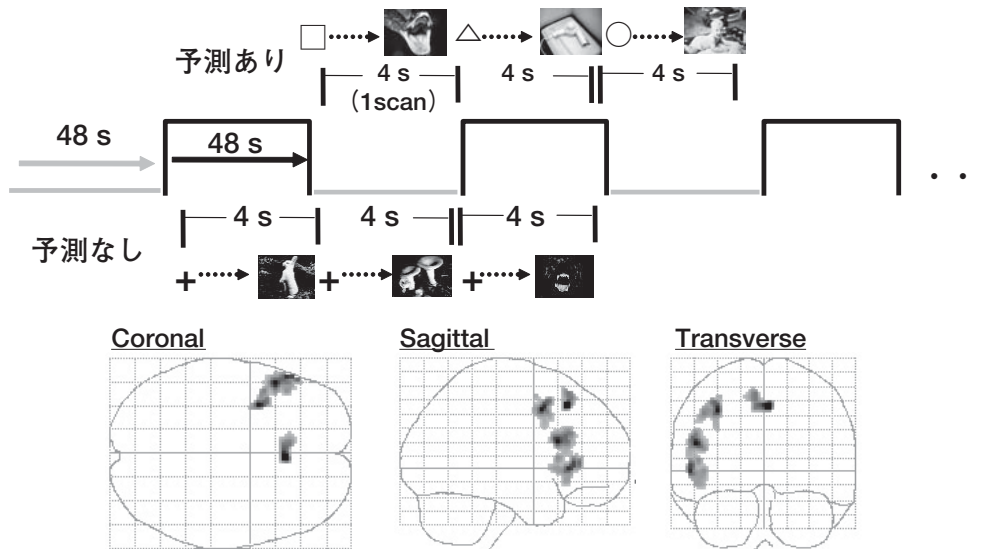 予測あり
4 s
（1scan）
4 s
4 s
48 s
48 s
. .
4 s
4 s
4 s
予測なし
+
+
+
Coronal
Sagittal
Transverse